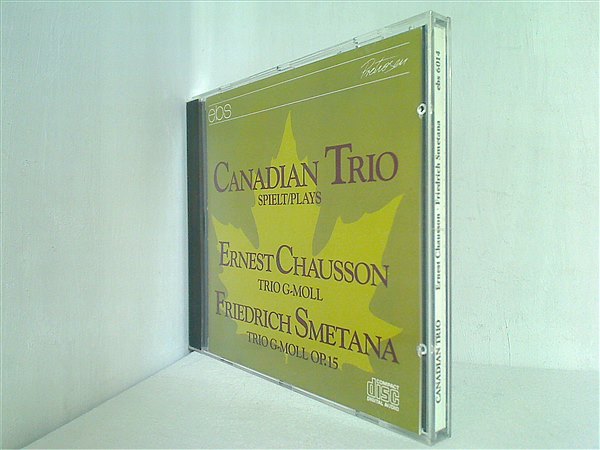 ebs
CANADIAN TRIO
SPIELT/PLAYS
ERNEST CHAUSSON
TRIO G-MOLL
FRIEDRICH SMETANA
TRIO G-MOLL OP. 15
COMPACT
disc
DIGITAL AUDIO
CANADIAN TRIO Ernest Chausson · Friedrich Smetana ebs 6014